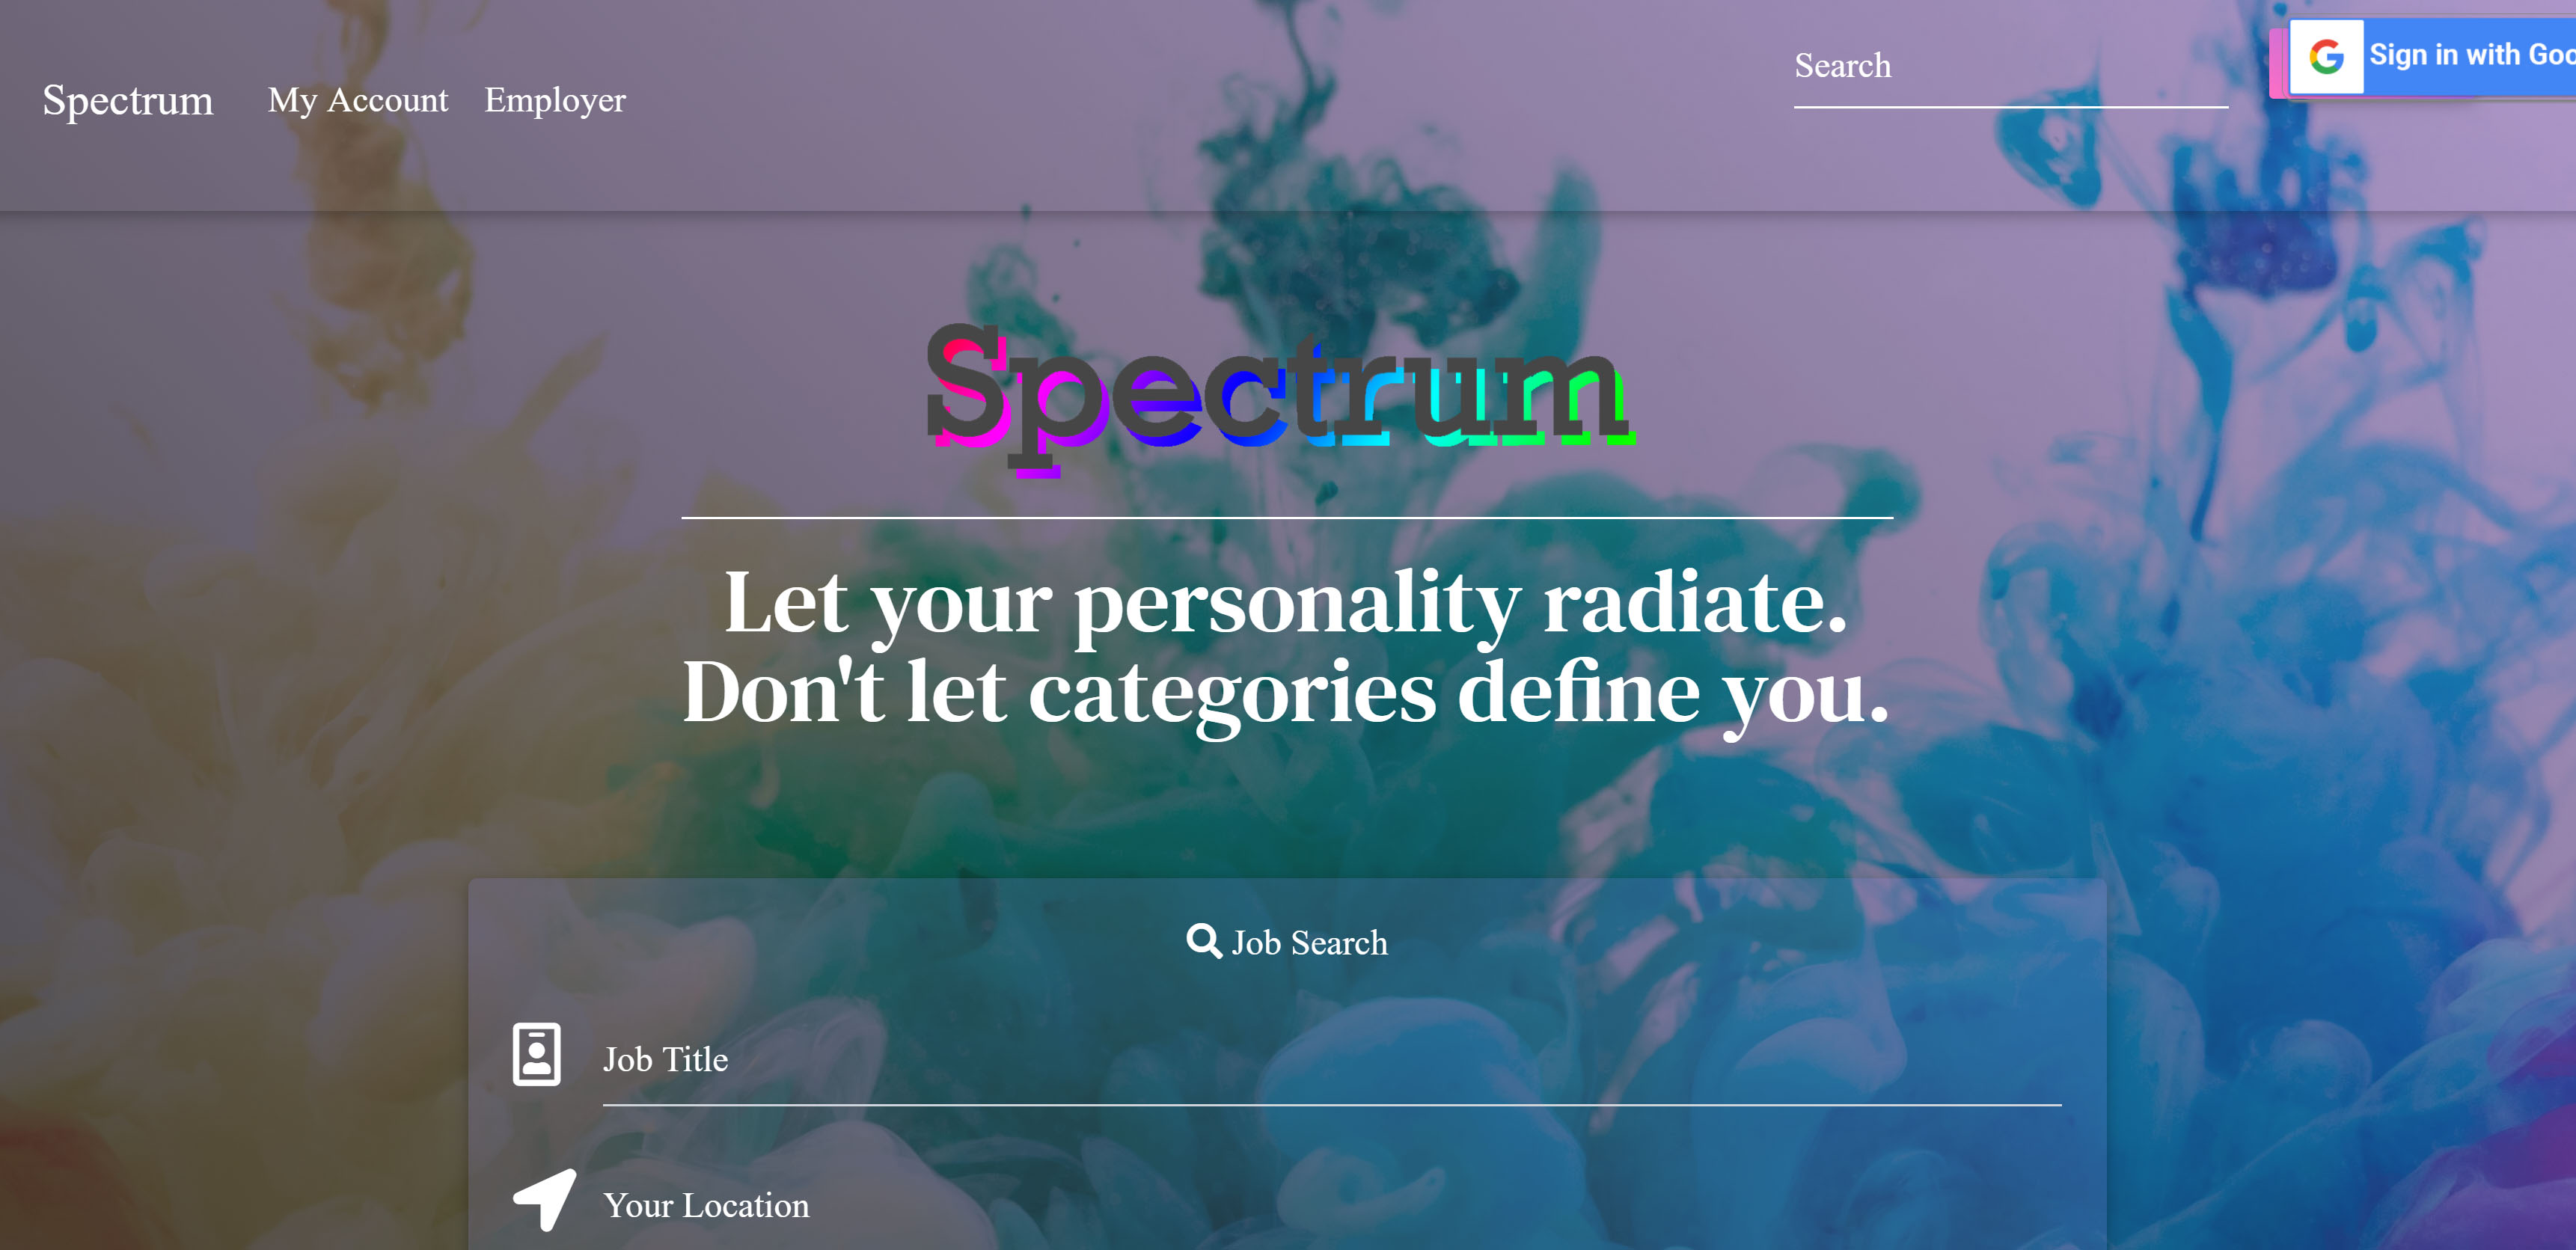 Spectrum My Account Employer
Search
Sign in with Goo
Spectrum
Let your personality radiate.
Don't let categories define you.
Job Search
Job Title
Your Location